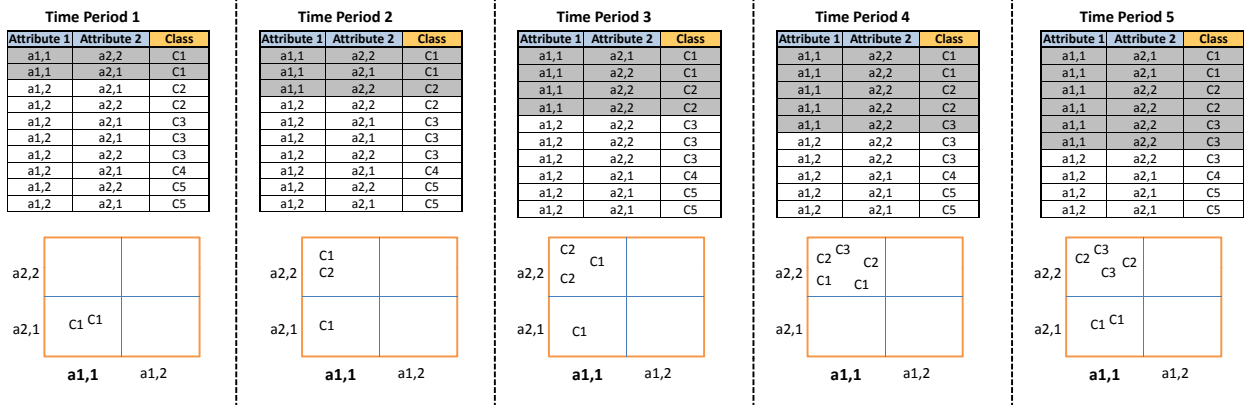 Time Period 1
Attribute 1 Attribute 2 Class
a1,1 a2,2 C1
a1,1 a2,1 C1
a1,2 a2,1 C2
a1,2 a2,2 C2
a1,2 a2,1 C3
a1,2 a2,1 C3
a1,2 a2,2 C3
a1,2 a2,1 C4
a1,2 a2,2 C5
a1,2 a2,1 C5
a2,2
a2,1 C1 C1
a1,1 a1,2
Time Period 2
Attribute 1 Attribute 2 Class
a1,1 a2,2 C1
a1,1 a2,1 C1
a1,1 a2,2 C2
a1,2 a2,2 C2
a1,2 a2,1 C3
a1,2 a2,2 C3
a1,2 a2,2 C3
a1,2 a2,1 C4
a1,2 a2,2 C5
a1,2 a2,1 C5
C1
a2,2 C2
a2,1 C1
a1,1 a1,2
Time Period 3
Attribute 1 Attribute 2 Class
a1,1 a2,1 C1
a1,1 a2,2 C1
a1,1 a2,2 C2
a1,1 a2,2 C2
a1,2 a2,2 C3
a1,2 a2,2 C3
a1,2 a2,2 C3
a1,2 a2,1 C4
a1,2 a2,2 C5
a1,2 a2,1 C5
C2
C1
a2,2 C2
a2,1 C1
a1,1 a1,2
Time Period 4
Attribute 1 Attribute 2 Class
a1,1 a2,2 C1
a1,1 a2,2 C1
a1,1 a2,2 C2
a1,1 a2,2 C2
a1,1 a2,2 C3
a1,2 a2,2 C3
a1,2 a2,2 C3
a1,2 a2,1 C4
a1,2 a2,2 C5
a1,2 a2,1 C5
C3
C2 C2
a2,2 C1 C1
a2,1
a1,1 a1,2
Time Period 5
Attribute 1 Attribute 2 Class
a1,1 a2,1 C1
a1,1 a2,1 C1
a1,1 a2,2 C2
a1,1 a2,2 C2
a1,1 a2,2 C3
a1,1 a2,2 C3
a1,2 a2,2 C3
a1,2 a2,1 C4
a1,2 a2,2 C5
a1,2 a2,1 C5
C3
C2 C2
a2,2 C3
a2,1 C1 C1
a1,1 a1,2